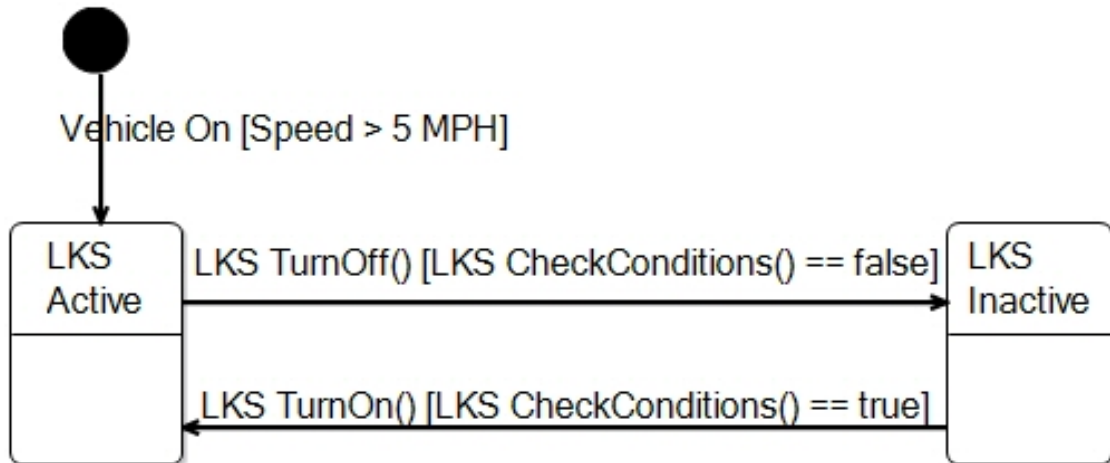 Vehicle On [Speed > 5 MPH]
LKS
Active
LKS TurnOff() [LKS CheckConditions() == false]
LKS
Inactive
LKS TurnOn() [LKS CheckConditions() == true]